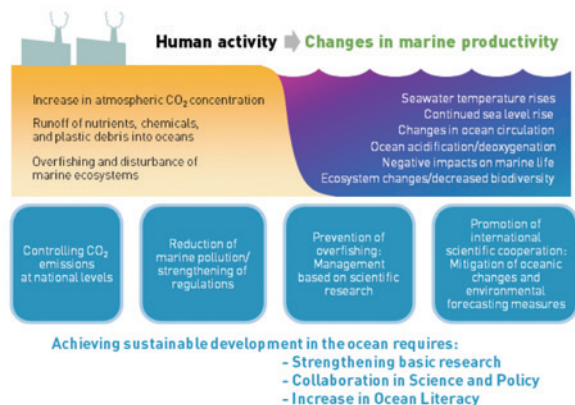 Human activity
Changes in marine productivity
Increase in atmospheric CO₂ concentration
Runoff of nutrients, chemicals,
and plastic debris into oceans
Overfishing and disturbance of
marine ecosystems
Seawater temperature rises
Continued sea level rise
Changes in ocean circulation
Ocean acidification/deoxygenation
Negative impacts on marine life
Ecosystem changes/decreased biodiversity
Controlling CO₂
emissions
at national levels
Reduction of
marine pollution/
strengthening of
regulations
Prevention of
overfishing:
Management
based on scientific
research
Promotion of
international
scientific cooperation:
Mitigation of oceanic
changes and
environmental
forecasting measures
Achieving sustainable development in the ocean requires:
- Strengthening basic research
- Collaboration in Science and Policy
- Increase in Ocean Literacy